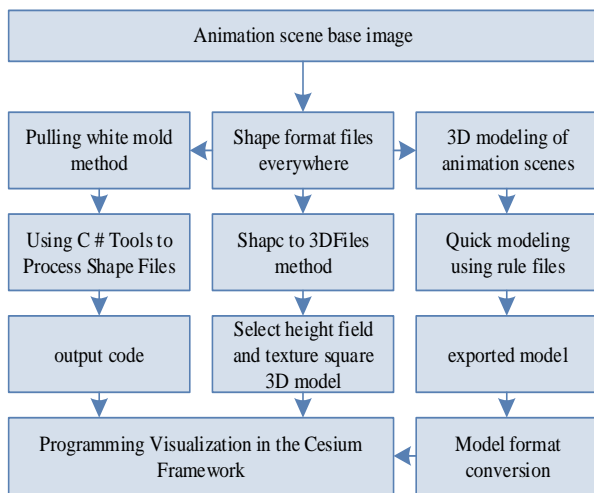 Animation scene base image
Pulling white mold
method
Shape format files
everywhere
3D modeling of
animation scenes
Using C # Tools to
Process Shape Files
Shapc to 3DFiles
method
Quick modeling
using rule files
output code
Select height field
and texture square
3D model
exported model
Programming Visualization in the Cesium
Framework
Model format
conversion